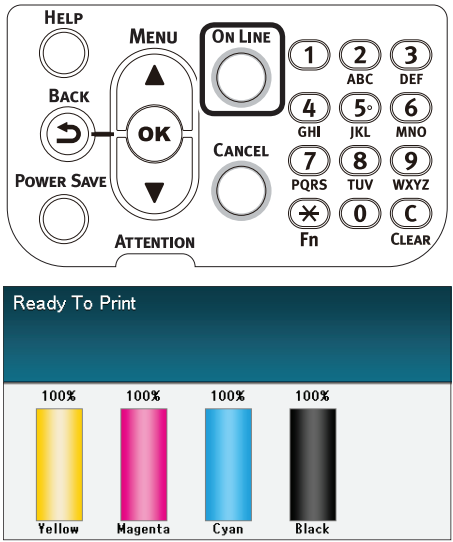 HELP
MENU
ON LINE
1 2 3
ABC DEF
BACK
OK
4 5 6
GHI JKL MNO
CANCEL
7 8 9
PQRS TUV WXYZ
POWER SAVE
0 C
Fn CLEAR
ATTENTION
Ready To Print
100% 100% 100% 100%
Yellow Magenta Cyan Black